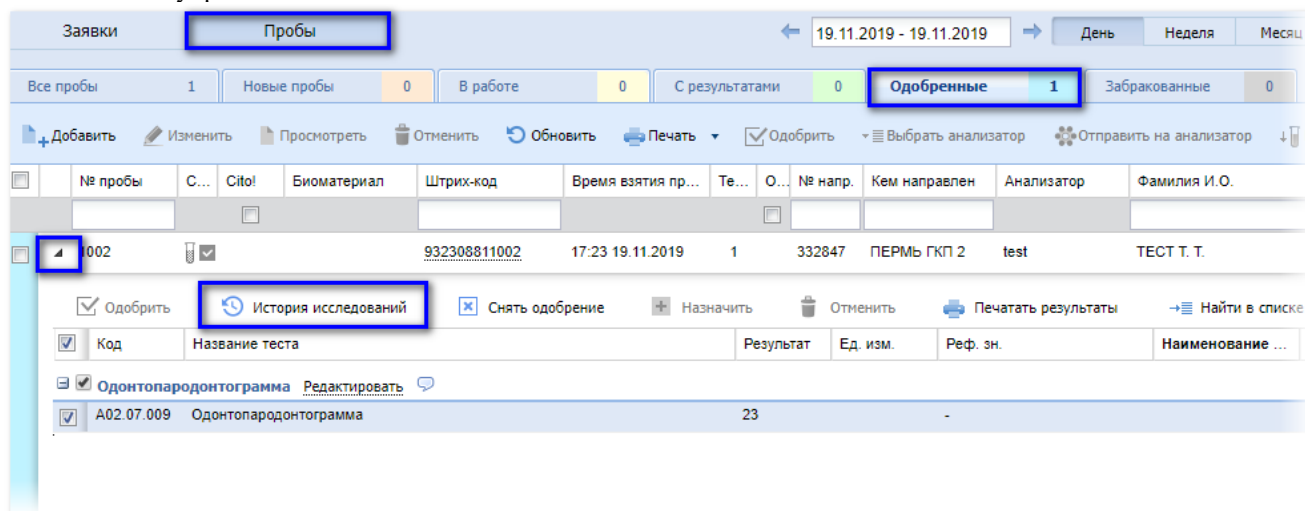 Заявки Пробы 19.11.2019 - 19.11.2019 День Неделя Месяц
Все пробы 1 Новые пробы 0 В работе 0 С результатами 0 Одобренные 1 Забракованные 0
Добавить Изменить Просмотреть Отменить Обновить Печать Одобрить Выбрать анализатор Отправить на анализатор
№ пробы С... Cito! Биоматериал Штрих-код Время взятия пр... Те... О... № напр. Кем направлен Анализатор Фамилия И.О.
1002 932308811002 17:23 19.11.2019 1 332847 ПЕРМЬ ГКП 2 test ТЕСТ Т. Т.
Одобрить История исследований Снять одобрение Назначить Отменить Печатать результаты Найти в списке
Код Название теста Результат Ед. изм. Реф. зн. Наименование ...
Одонтопародонтограмма Редактировать
A02.07.009 Одонтопародонтограмма 23 -